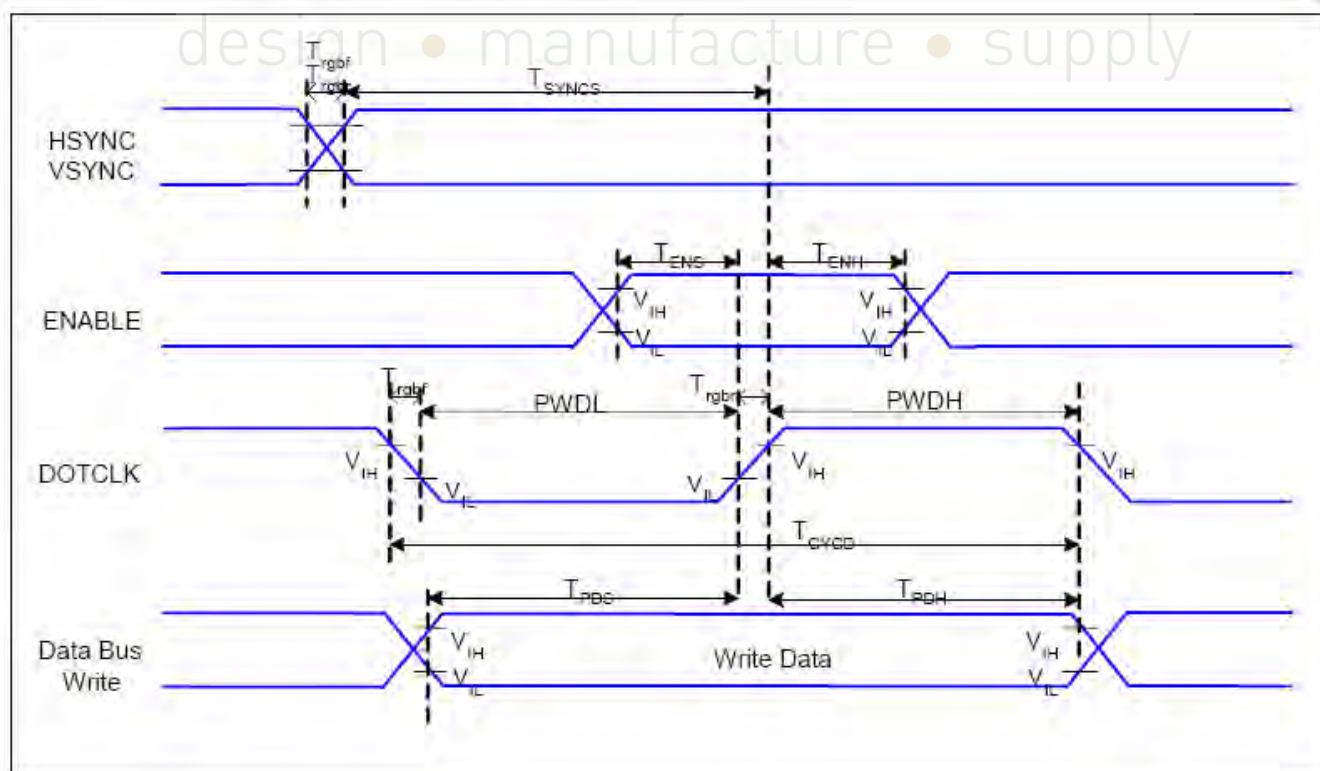 design • manufacture • supply
Trgbf
Trgbr
TSYNCS
HSYNC
VSYNC
TENS
TENH
VIH
VIH
ENABLE
VIL
VIL
Trgbf
Trgbr
PWDL
PWDH
DOTCLK
VIH
VIL
VIL
VIH
VIH
TCYCD
TPDS
TPDH
Data Bus
Write
VIH
Write Data
VIH
VIL
VIL